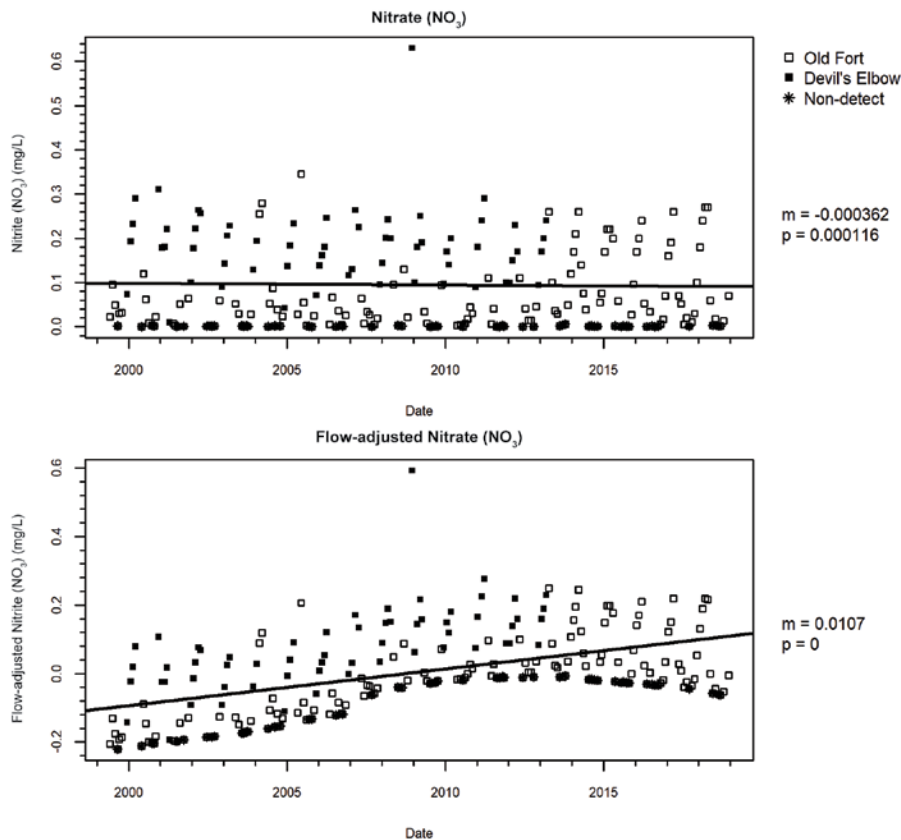 Nitrate (NO3)
Nitrite (NO3) (mg/L)
0.6
0.5
0.4
0.3
0.2
0.1
0.0
2000 2005 2010 2015
Date
Old Fort
Devil's Elbow
Non-detect
m = -0.000362
p = 0.000116
Flow-adjusted Nitrate (NO3)
Flow-adjusted Nitrite (NO3) (mg/L)
0.6
0.4
0.2
0.0
-0.2
2000 2005 2010 2015
Date
m = 0.0107
p = 0